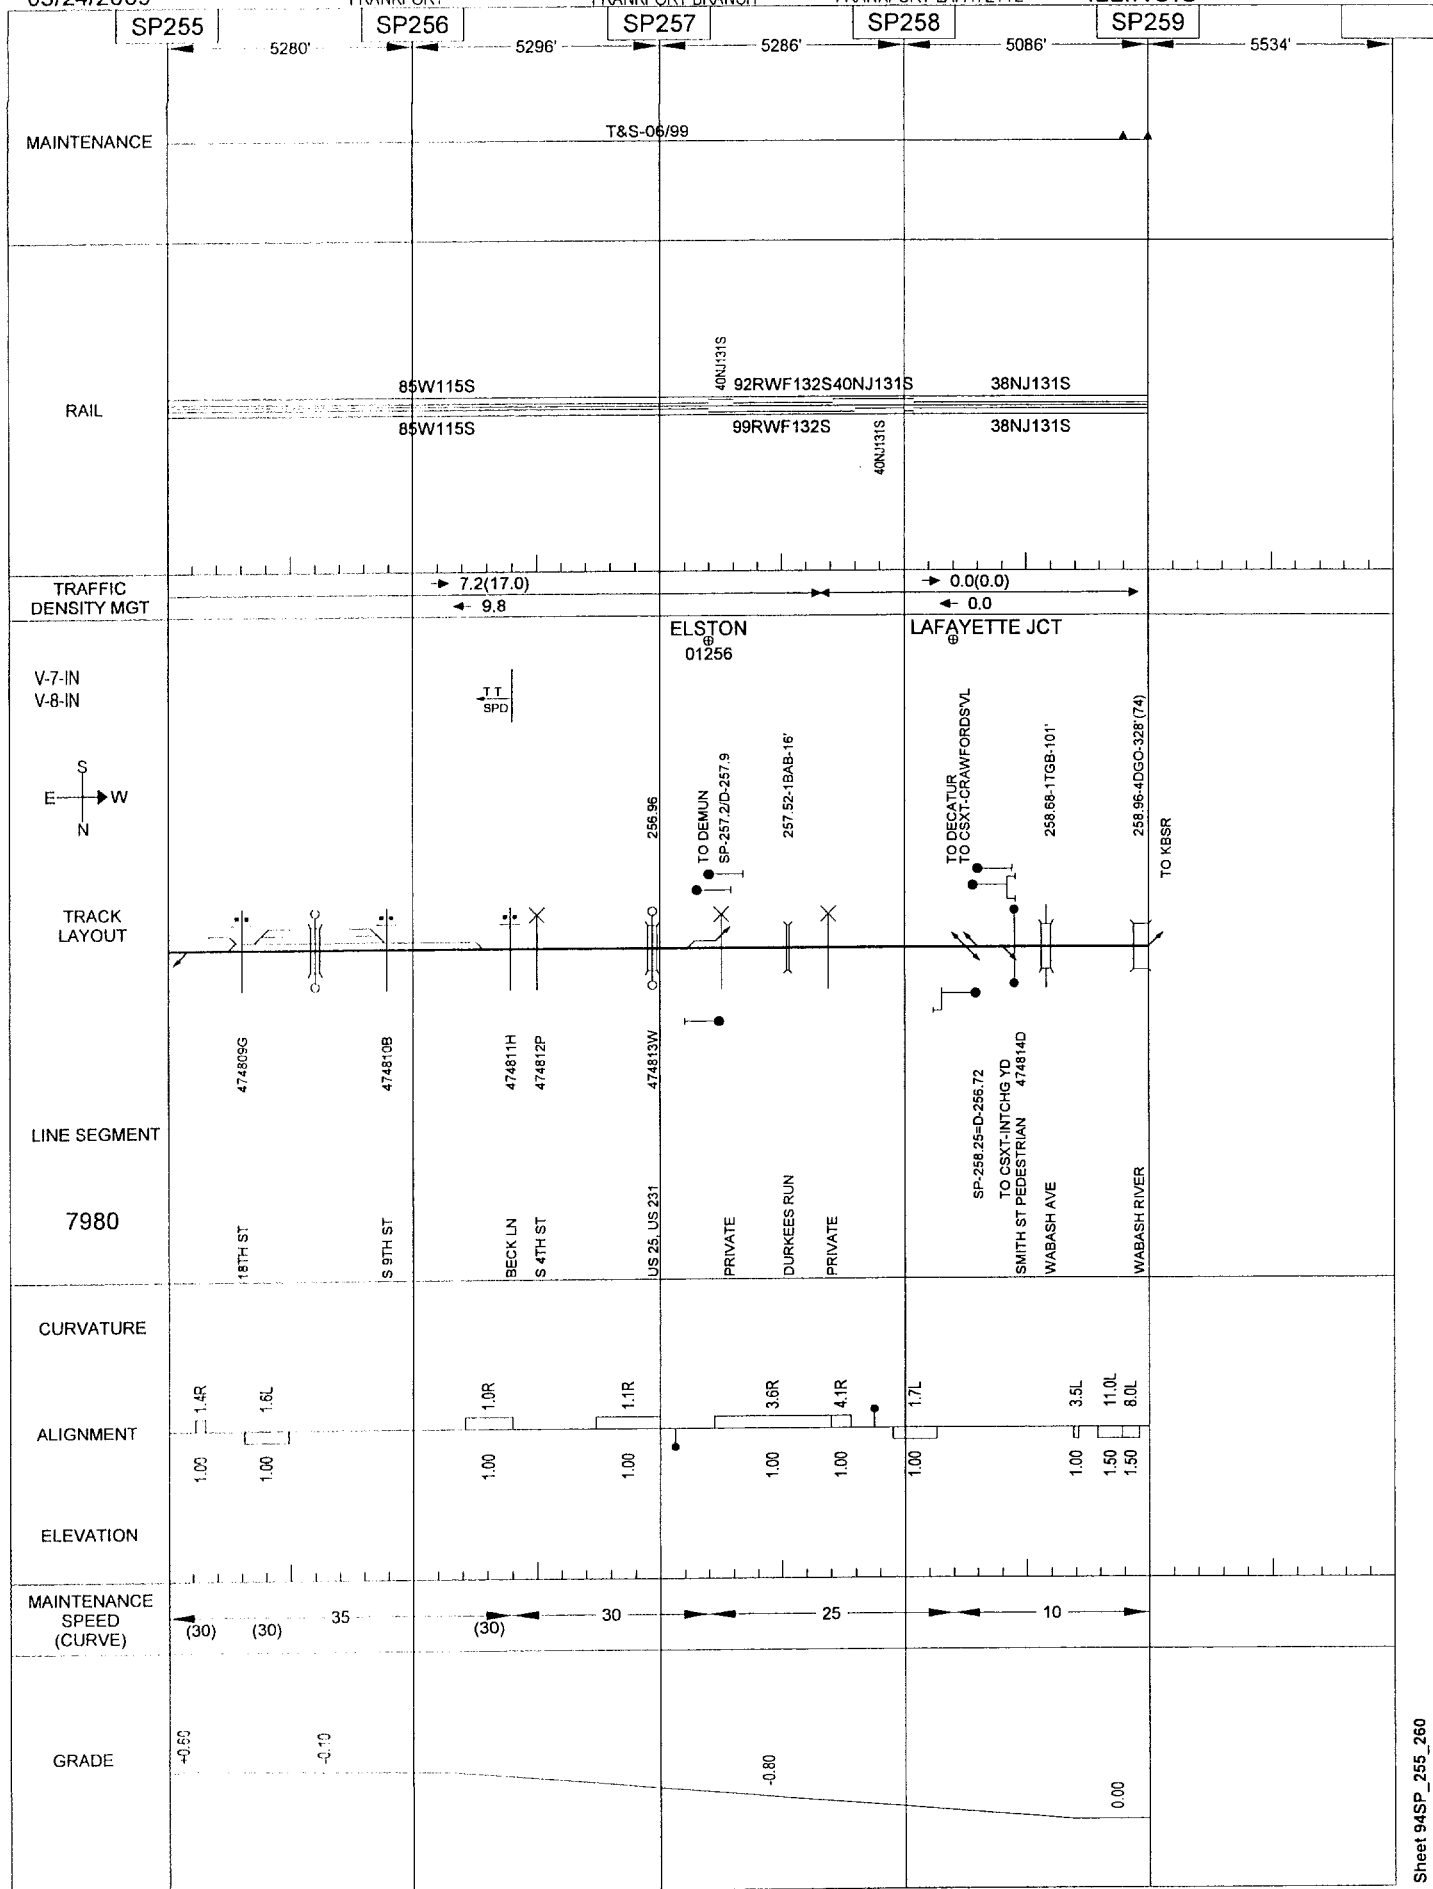 SP255
SP256
SP257
SP258
SP259
5280'
5296'
5286'
5086'
5534'
MAINTENANCE
T&S-06/99
RAIL
85W115S
85W115S
40NJ131S
92RWF132S40NJ131S
99RWF132S
40NJ131S
38NJ131S
38NJ131S
TRAFFIC
DENSITY MGT
7.2(17.0)
9.8
0.0(0.0)
0.0
V-7-IN
V-8-IN
S
E W
N
T T
SPD
ELSTON
01256
LAFAYETTE JCT
256.96
TO DEMUN
SP-257.2/D-257.9
257.52-1BAB-16'
TO DECATUR
TO CSXT-CRAWFORDSVL
258.68-1TGB-101'
258.96-4DGO-328'(74)
TO KBSR
TRACK
LAYOUT
474809G
474810B
474811H
474812P
474813W
SP-258.25=D-256.72
TO CSXT-INTCHG YD
474814D
LINE SEGMENT
7980
18TH ST
S 9TH ST
BECK LN
S 4TH ST
US 25, US 231
PRIVATE
DURKEES RUN
PRIVATE
SMITH ST PEDESTRIAN
WABASH AVE
WABASH RIVER
CURVATURE
1.4R
1.6L
1.0R
1.1R
3.6R
4.1R
1.7L
3.5L
11.0L
8.0L
ALIGNMENT
1.00
1.00
1.00
1.00
1.00
1.00
1.00
1.00
1.50
1.50
ELEVATION
MAINTENANCE
SPEED
(CURVE)
(30)
(30)
35
(30)
30
25
10
GRADE
+0.60
-0.10
-0.80
0.00
Sheet 94SP_255_260